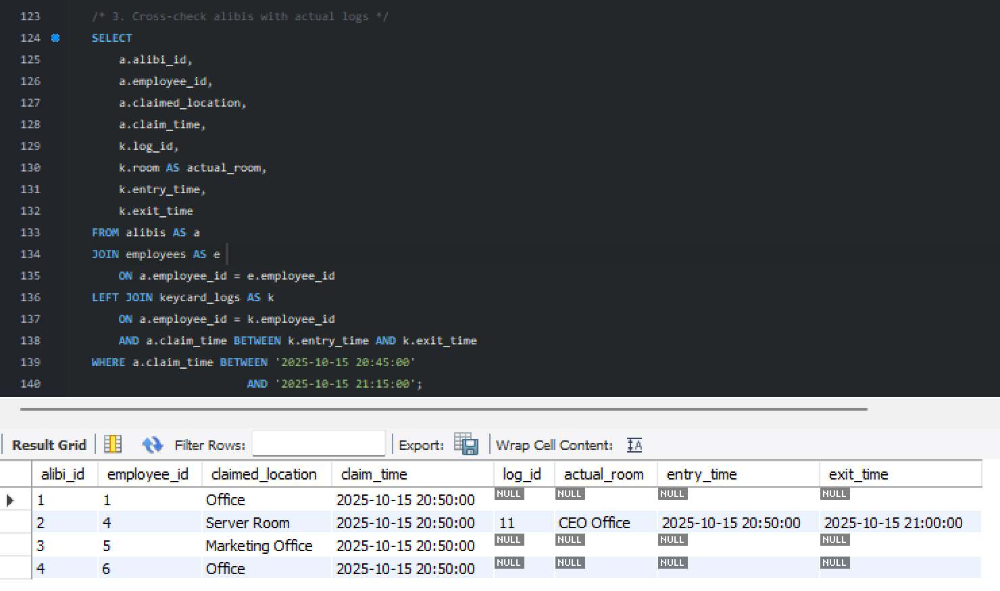 123 /* 3. Cross-check alibis with actual logs */
124 SELECT
125 a.alibi_id,
126 a.employee_id,
127 a.claimed_location,
128 a.claim_time,
129 k.log_id,
130 k.room AS actual_room,
131 k.entry_time,
132 k.exit_time
133 FROM alibis AS a
134 JOIN employees AS e
135 ON a.employee_id = e.employee_id
136 LEFT JOIN keycard_logs AS k
137 ON a.employee_id = k.employee_id
138 AND a.claim_time BETWEEN k.entry_time AND k.exit_time
139 WHERE a.claim_time BETWEEN '2025-10-15 20:45:00'
140 AND '2025-10-15 21:15:00';
Result Grid Filter Rows: Export: Wrap Cell Content: A
alibi_id employee_id claimed_location claim_time log_id actual_room entry_time exit_time
1 1 Office 2025-10-15 20:50:00 NULL NULL NULL NULL
2 4 Server Room 2025-10-15 20:50:00 11 CEO Office 2025-10-15 20:50:00 2025-10-15 21:00:00
3 5 Marketing Office 2025-10-15 20:50:00 NULL NULL NULL NULL
4 6 Office 2025-10-15 20:50:00 NULL NULL NULL NULL